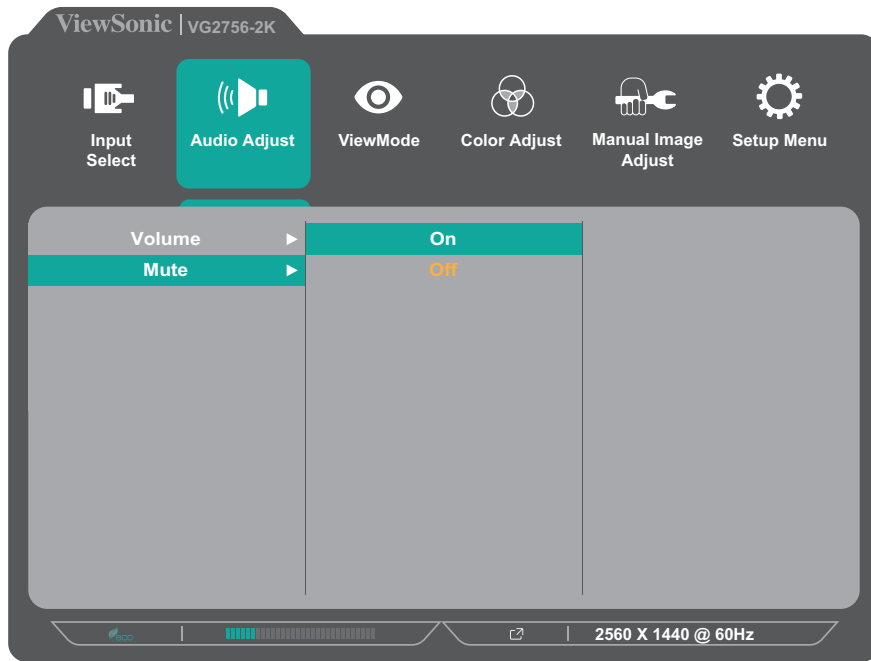 ViewSonic | VG2756-2K
Input
Select
Audio Adjust
ViewMode
Color Adjust
Manual Image
Adjust
Setup Menu
Volume
On
Mute
Off
eco
2560 X 1440 @ 60Hz